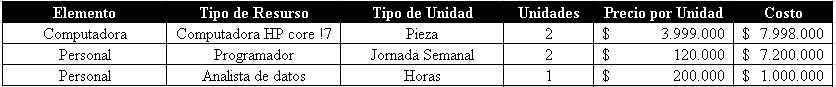 Elemento Tipo de Resurso Tipo de Unidad Unidades Precio por Unidad Costo
Computadora Computadora HP core !7 Pieza 2 $ 3.999.000 $ 7.998.000
Personal Programador Jornada Semanal 2 $ 120.000 $ 7.200.000
Personal Analista de datos Horas 1 $ 200.000 $ 1.000.000